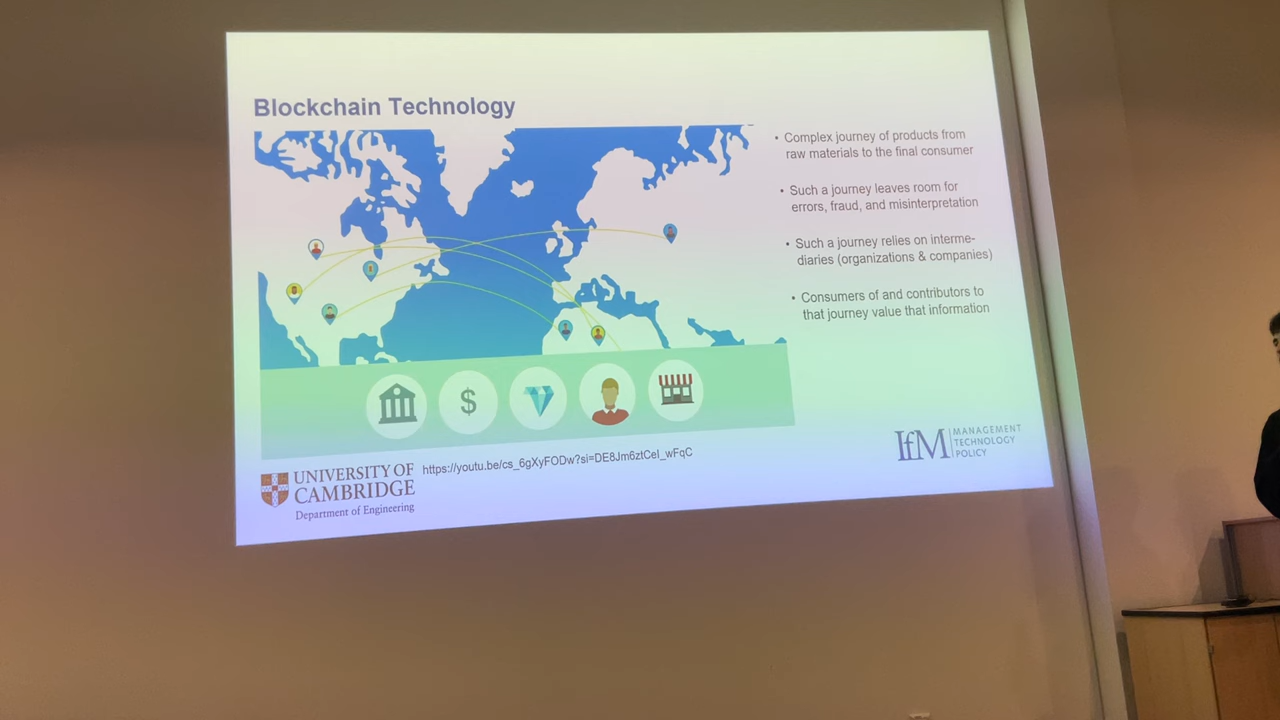 Blockchain Technology
• Complex journey of products from
raw materials to the final consumer
• Such a journey leaves room for
errors, fraud, and misinterpretation
• Such a journey relies on interme-
diaries (organizations & companies)
• Consumers of and contributors to
that journey value that information
$
UNIVERSITY OF
CAMBRIDGE
Department of Engineering
https://youtu.be/cs_6gXyFODw?si=DE8Jm6ztCeI_wFqC
IfM
MANAGEMENT
TECHNOLOGY
POLICY